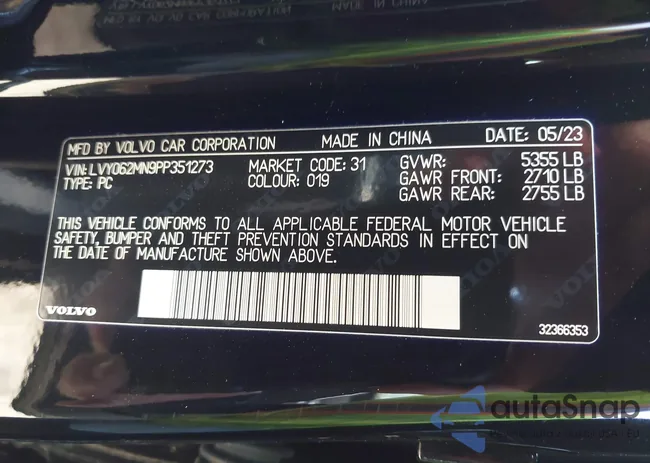 MFD BY VOLVO CAR CORPORATION MADE IN CHINA DATE: 05/23
VIN: LVY062MN9PP351273 MARKET CODE: 31 GVWR: 5355 LB
TYPE: PC COLOUR: 019 GAWR FRONT: 2710 LB
GAWR REAR: 2755 LB
THIS VEHICLE CONFORMS TO ALL APPLICABLE FEDERAL MOTOR VEHICLE
SAFETY, BUMPER AND THEFT PREVENTION STANDARDS IN EFFECT ON
THE DATE OF MANUFACTURE SHOWN ABOVE.
VOLVO 32366353
autoSnap